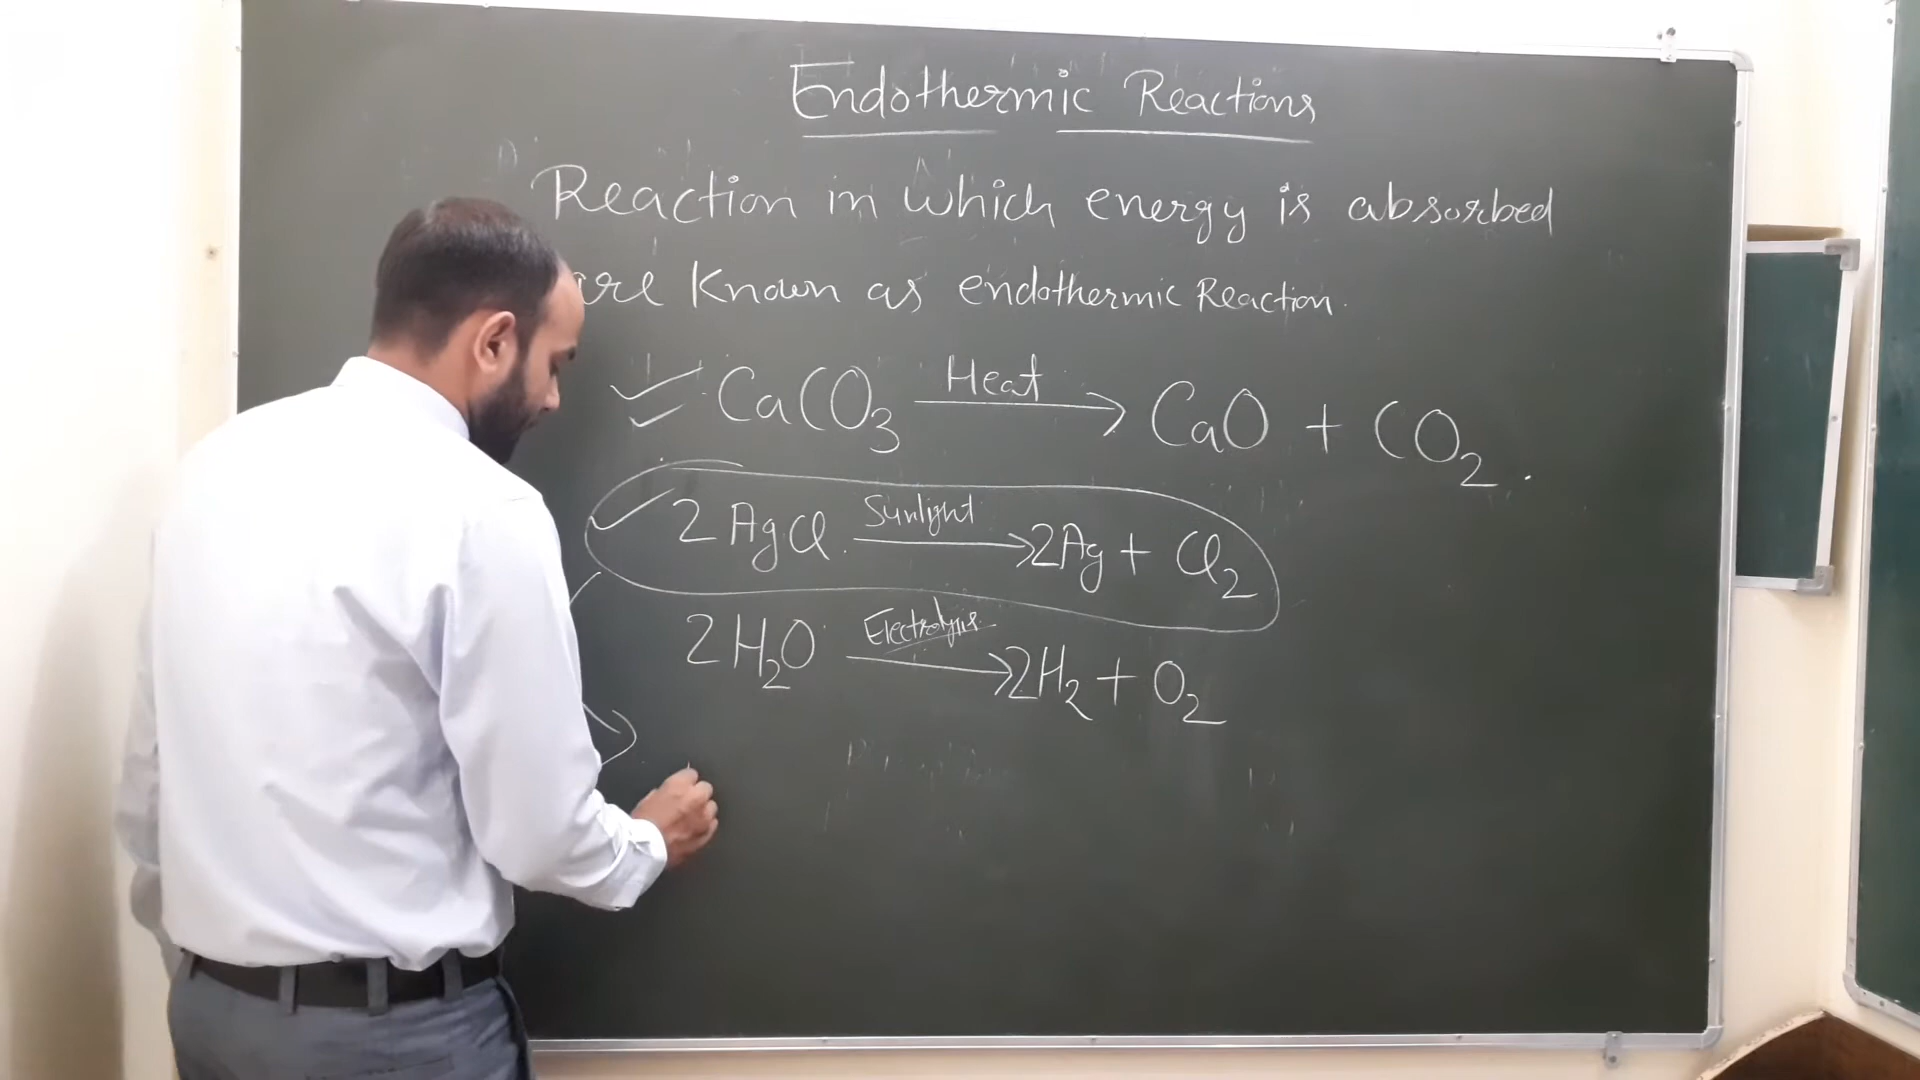 Endothermic Reactions
Reaction in which energy is absorbed
are Known as endothermic Reaction.
CaCO3 Heat → CaO + CO2.
2AgCl Sunlight → 2Ag + Cl2
2H2O Electrolysis → 2H2 + O2